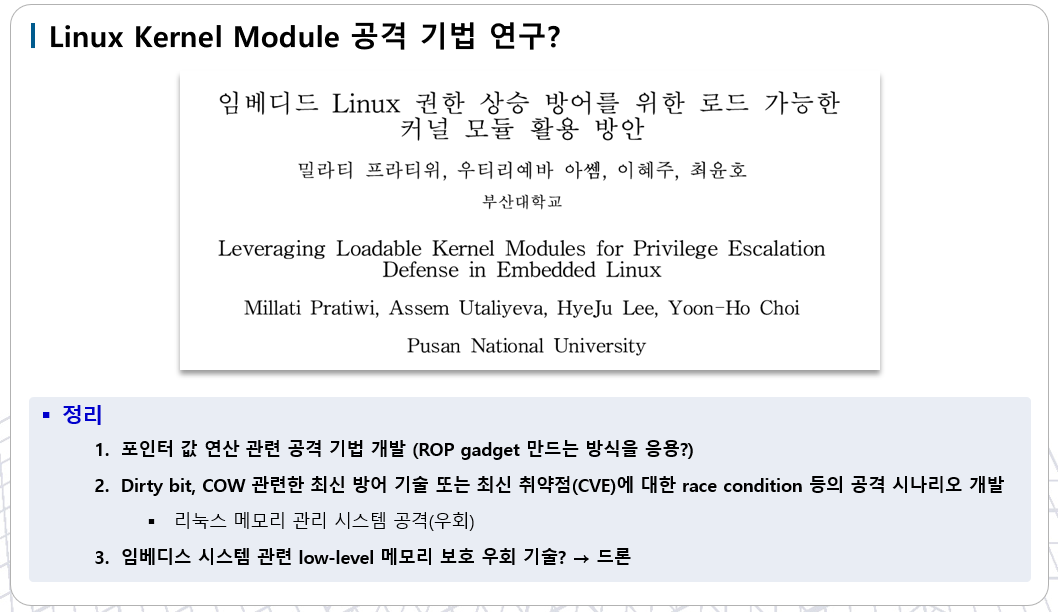 Linux Kernel Module 공격 기법 연구?
임베디드 Linux 권한 상승 방어를 위한 로드 가능한
커널 모듈 활용 방안
밀라티 프라티위, 우티리예바 아쎔, 이혜주, 최윤호
부산대학교
Leveraging Loadable Kernel Modules for Privilege Escalation
Defense in Embedded Linux
Millati Pratiwi, Assem Utaliyeva, HyeJu Lee, Yoon-Ho Choi
Pusan National University
▪ 정리
1. 포인터 값 연산 관련 공격 기법 개발 (ROP gadget 만드는 방식을 응용?)
2. Dirty bit, COW 관련한 최신 방어 기술 또는 최신 취약점(CVE)에 대한 race condition 등의 공격 시나리오 개발
▪ 리눅스 메모리 관리 시스템 공격(우회)
3. 임베디스 시스템 관련 low-level 메모리 보호 우회 기술? → 드론